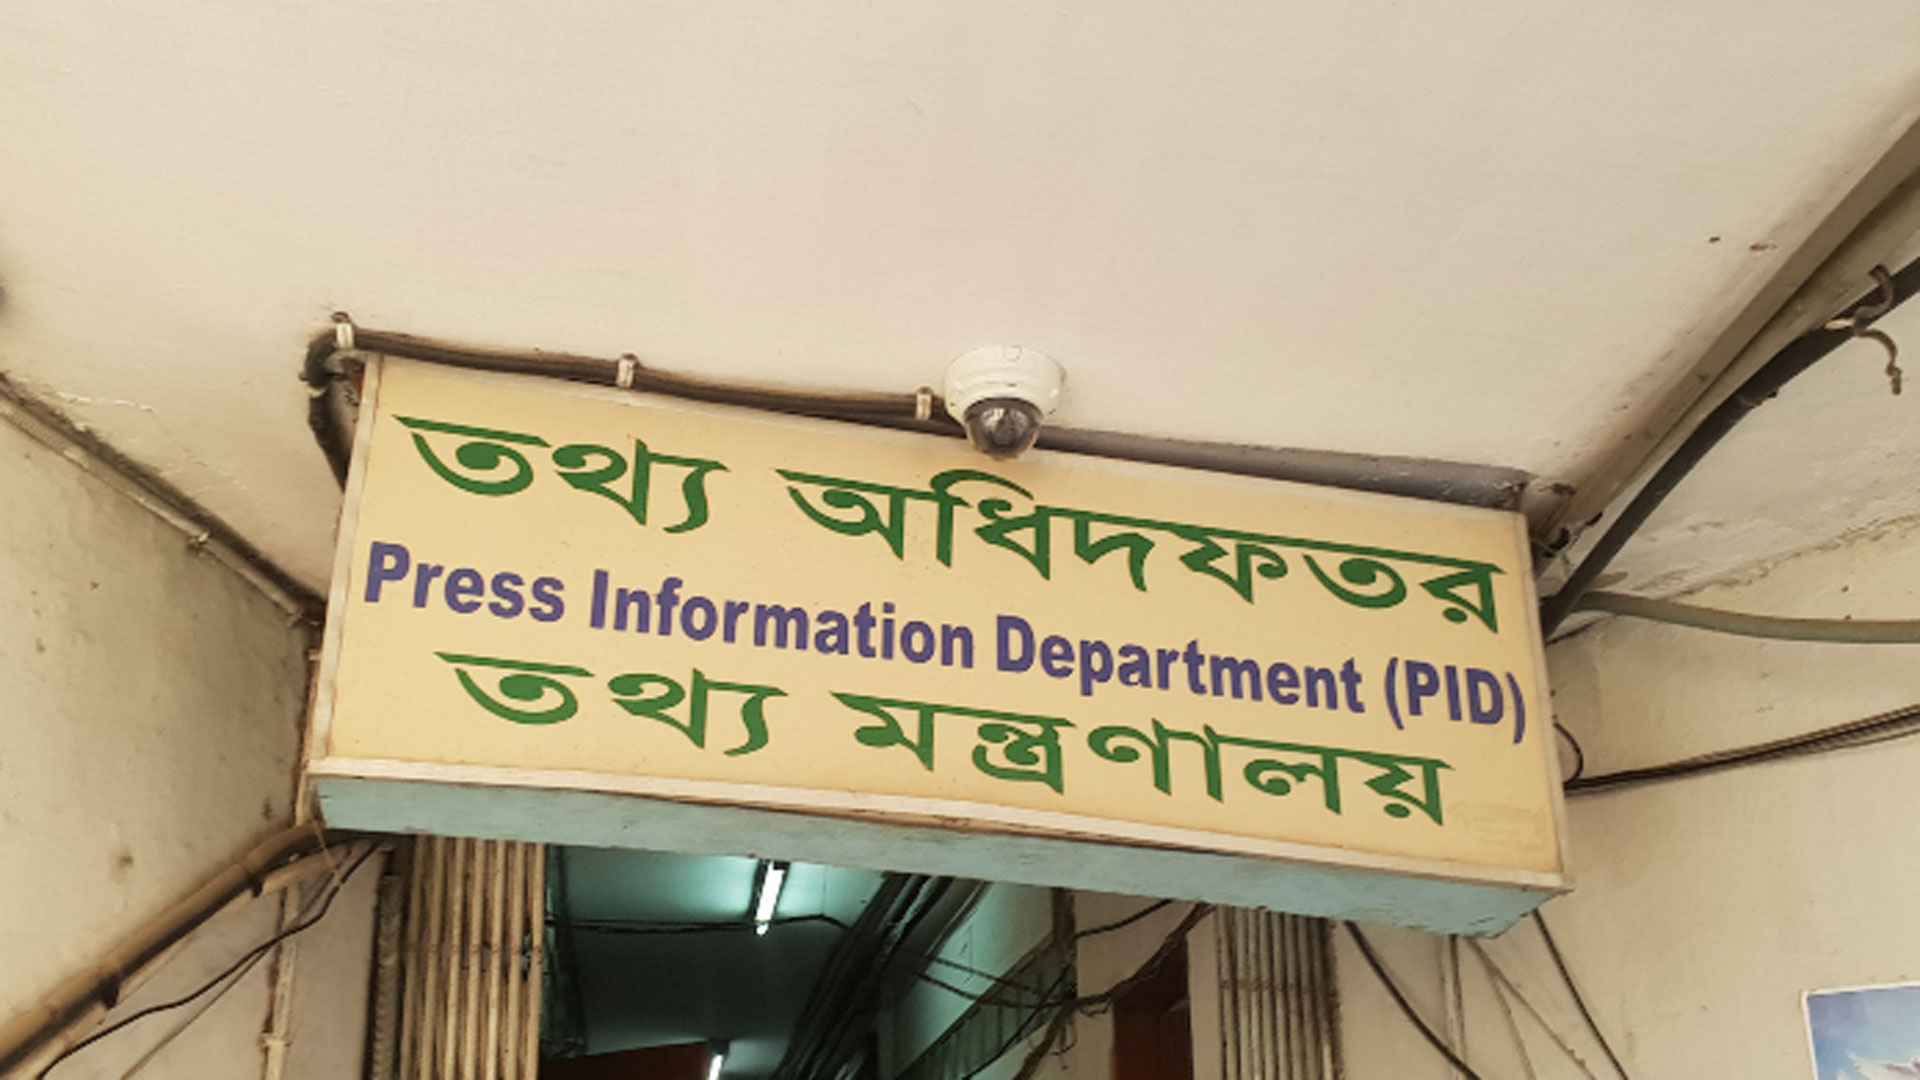 তথ্য অধিদফতর
Press Information Department (PID)
তথ্য মন্ত্রণালয়